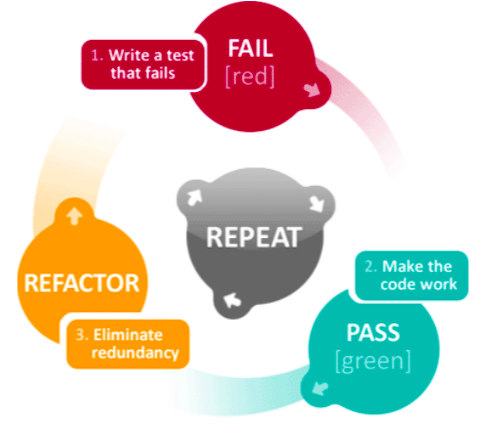 1. Write a test
that fails
FAIL
[red]
REPEAT
2. Make the
code work
PASS
[green]
REFACTOR
3. Eliminate
redundancy